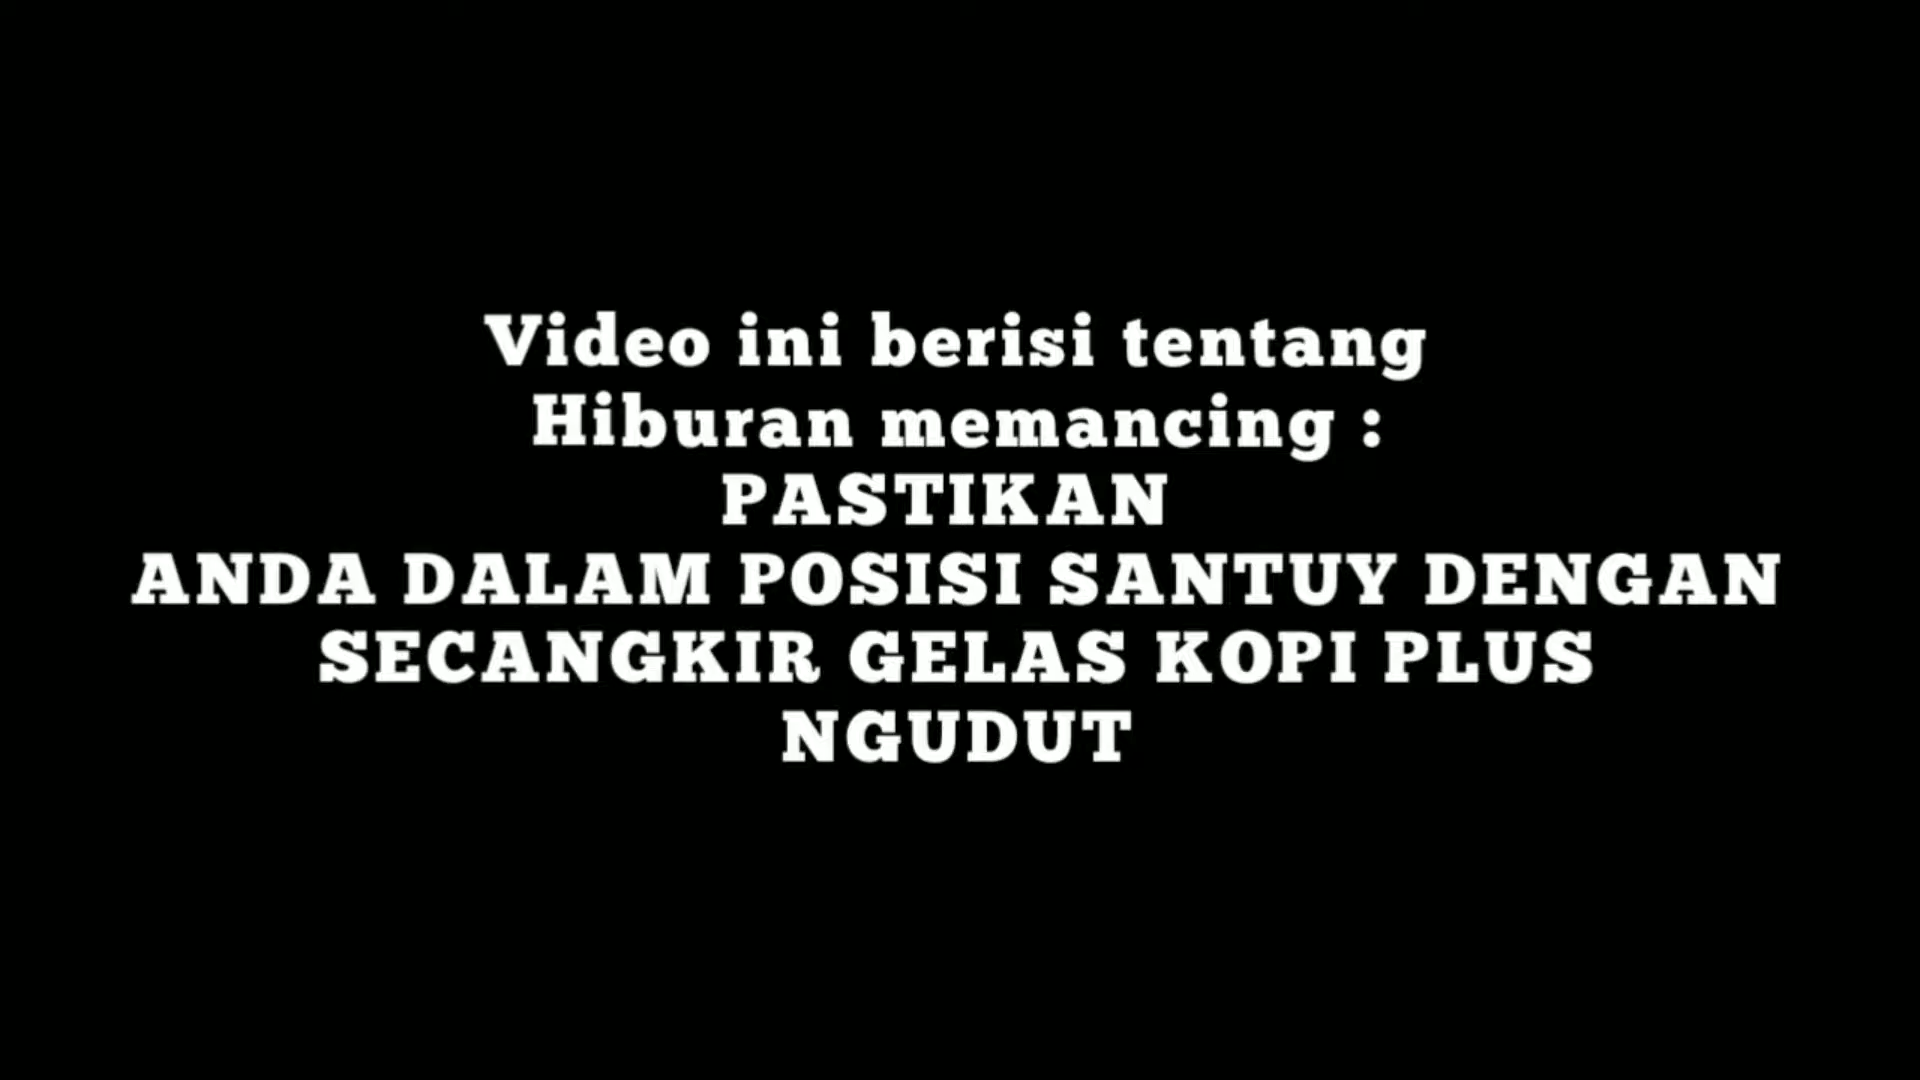 Video ini berisi tentang
Hiburan memancing :
PASTIKAN
ANDA DALAM POSISI SANTUY DENGAN
SECANGKIR GELAS KOPI PLUS
NGUDUT